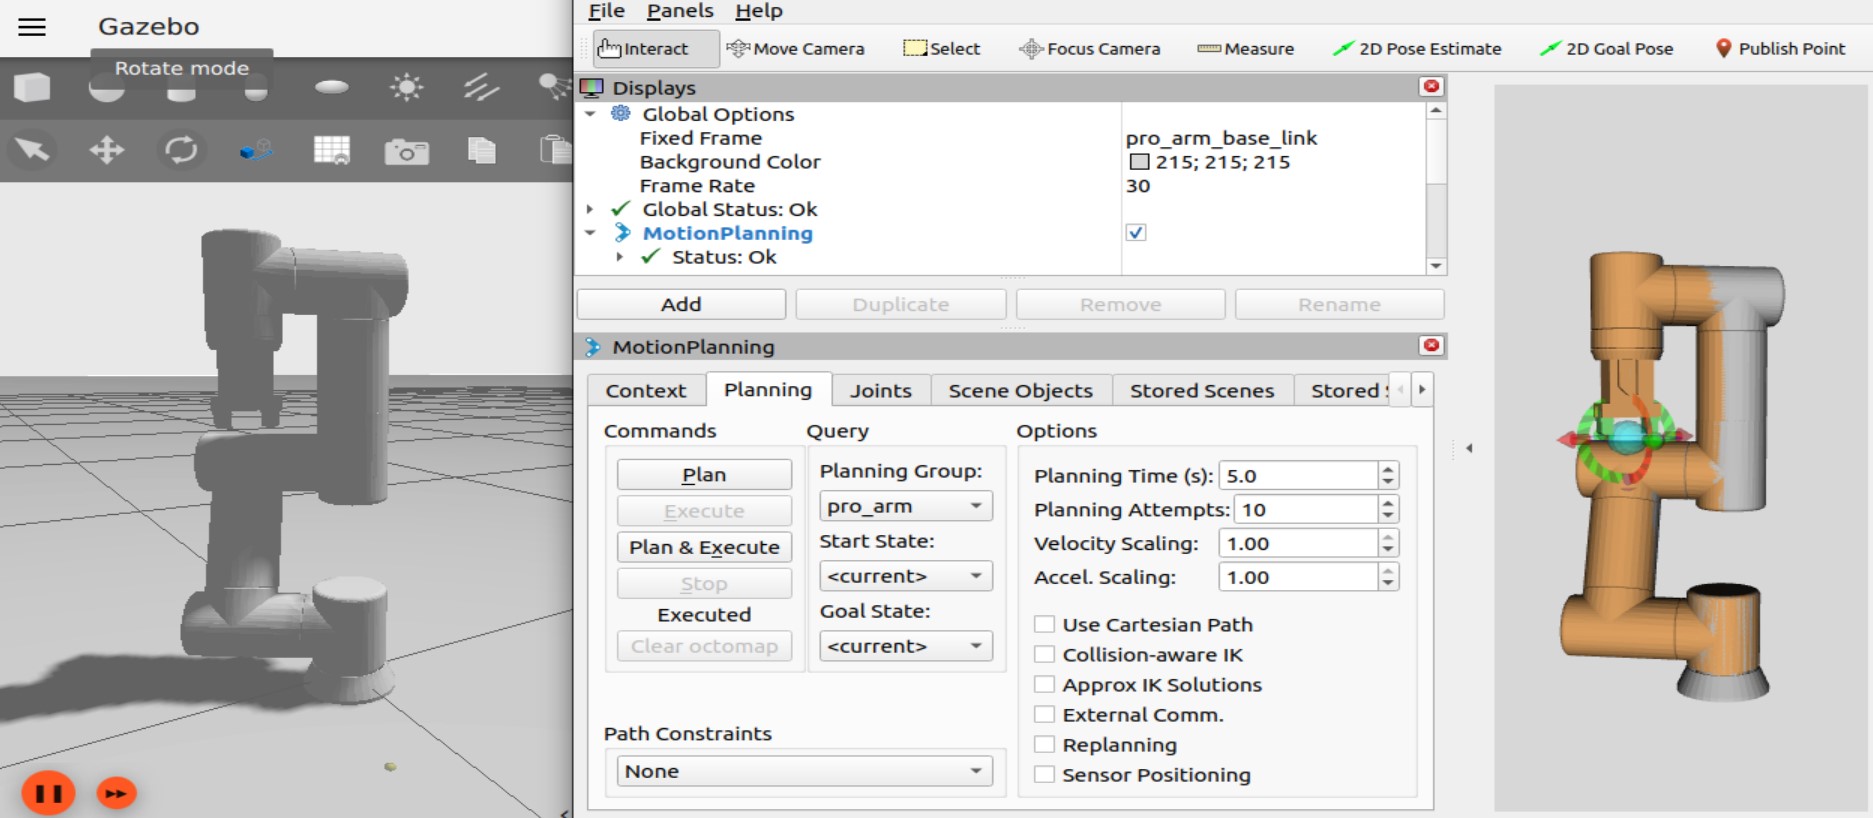 Gazebo
Rotate mode
File Panels Help
Interact Move Camera Select Focus Camera Measure 2D Pose Estimate 2D Goal Pose Publish Point
Displays
Global Options
Fixed Frame pro_arm_base_link
Background Color 215; 215; 215
Frame Rate 30
Global Status: Ok
MotionPlanning
Status: Ok
Add Duplicate Remove Rename
MotionPlanning
Context Planning Joints Scene Objects Stored Scenes Stored
Commands Query Options
Plan
Execute
Plan & Execute
Stop
Executed
Clear octomap
Planning Group:
pro_arm
Start State:
<current>
Goal State:
<current>
Planning Time (s): 5.0
Planning Attempts: 10
Velocity Scaling: 1.00
Accel. Scaling: 1.00
Use Cartesian Path
Collision-aware IK
Approx IK Solutions
External Comm.
Replanning
Sensor Positioning
Path Constraints
None